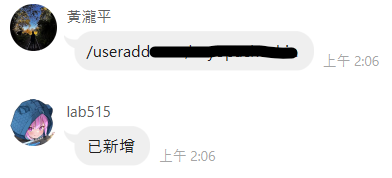 黃瀧平
/useradd
上午 2:06
lab515
已新增
上午 2:06